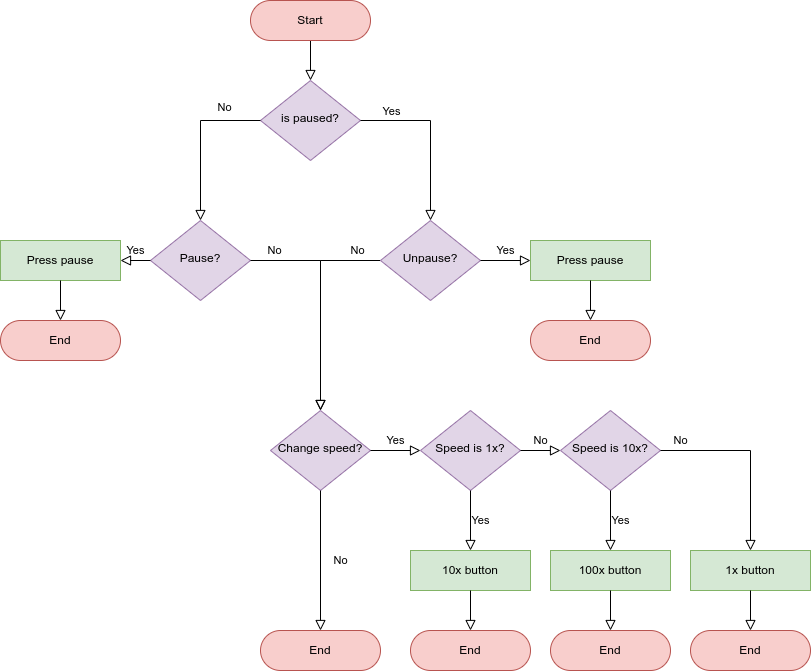 Start
is paused?
No
Yes
Pause?
Unpause?
Yes
No
No
Yes
Press pause
Press pause
End
End
Change speed?
Yes
Speed is 1x?
No
Speed is 10x?
No
Yes
Yes
No
10x button
100x button
1x button
End
End
End
End